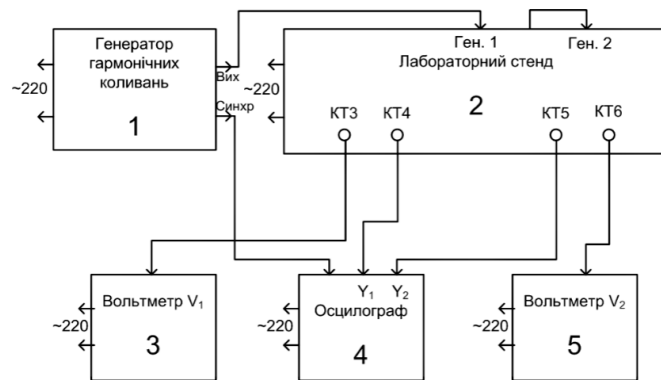 Генератор
гармонічних
коливань
1
~220
Вих
Синхр
Ген. 1
Ген. 2
Лабораторний стенд
2
~220
КТ3
КТ4
КТ5
КТ6
Вольтметр V₁
3
~220
Y₁
Y₂
Осцилограф
4
~220
Вольтметр V₂
5
~220